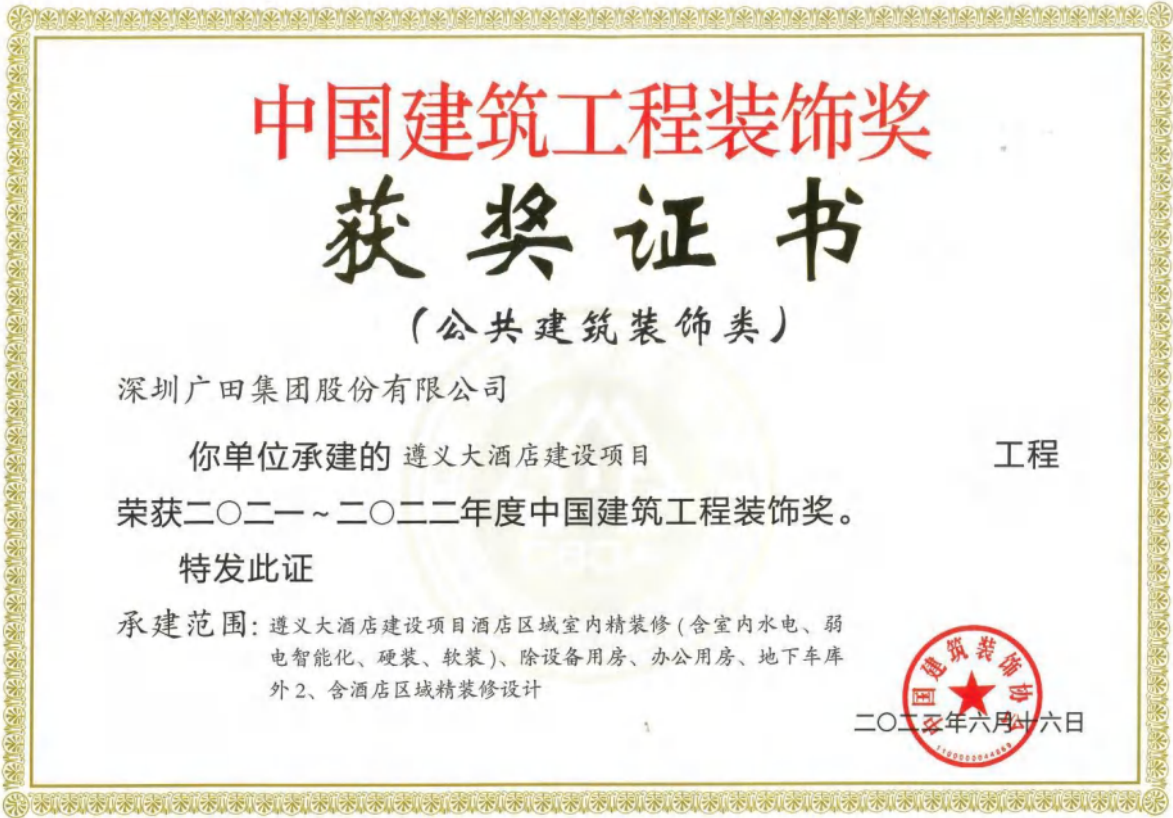 中国建筑工程装饰奖
获奖证书
(公共建筑装饰类)
深圳广田集团股份有限公司
你单位承建的 遵义大酒店建设项目 工程
荣获二〇二一~二〇二二年度中国建筑工程装饰奖。
特发此证
承建范围: 遵义大酒店建设项目酒店区域室内精装修(含室内水电、弱
电智能化、硬装、软装)、除设备用房、办公用房、地下车库
外2、含酒店区域精装修设计
中国建筑装饰协会
二〇二二年六月十六日